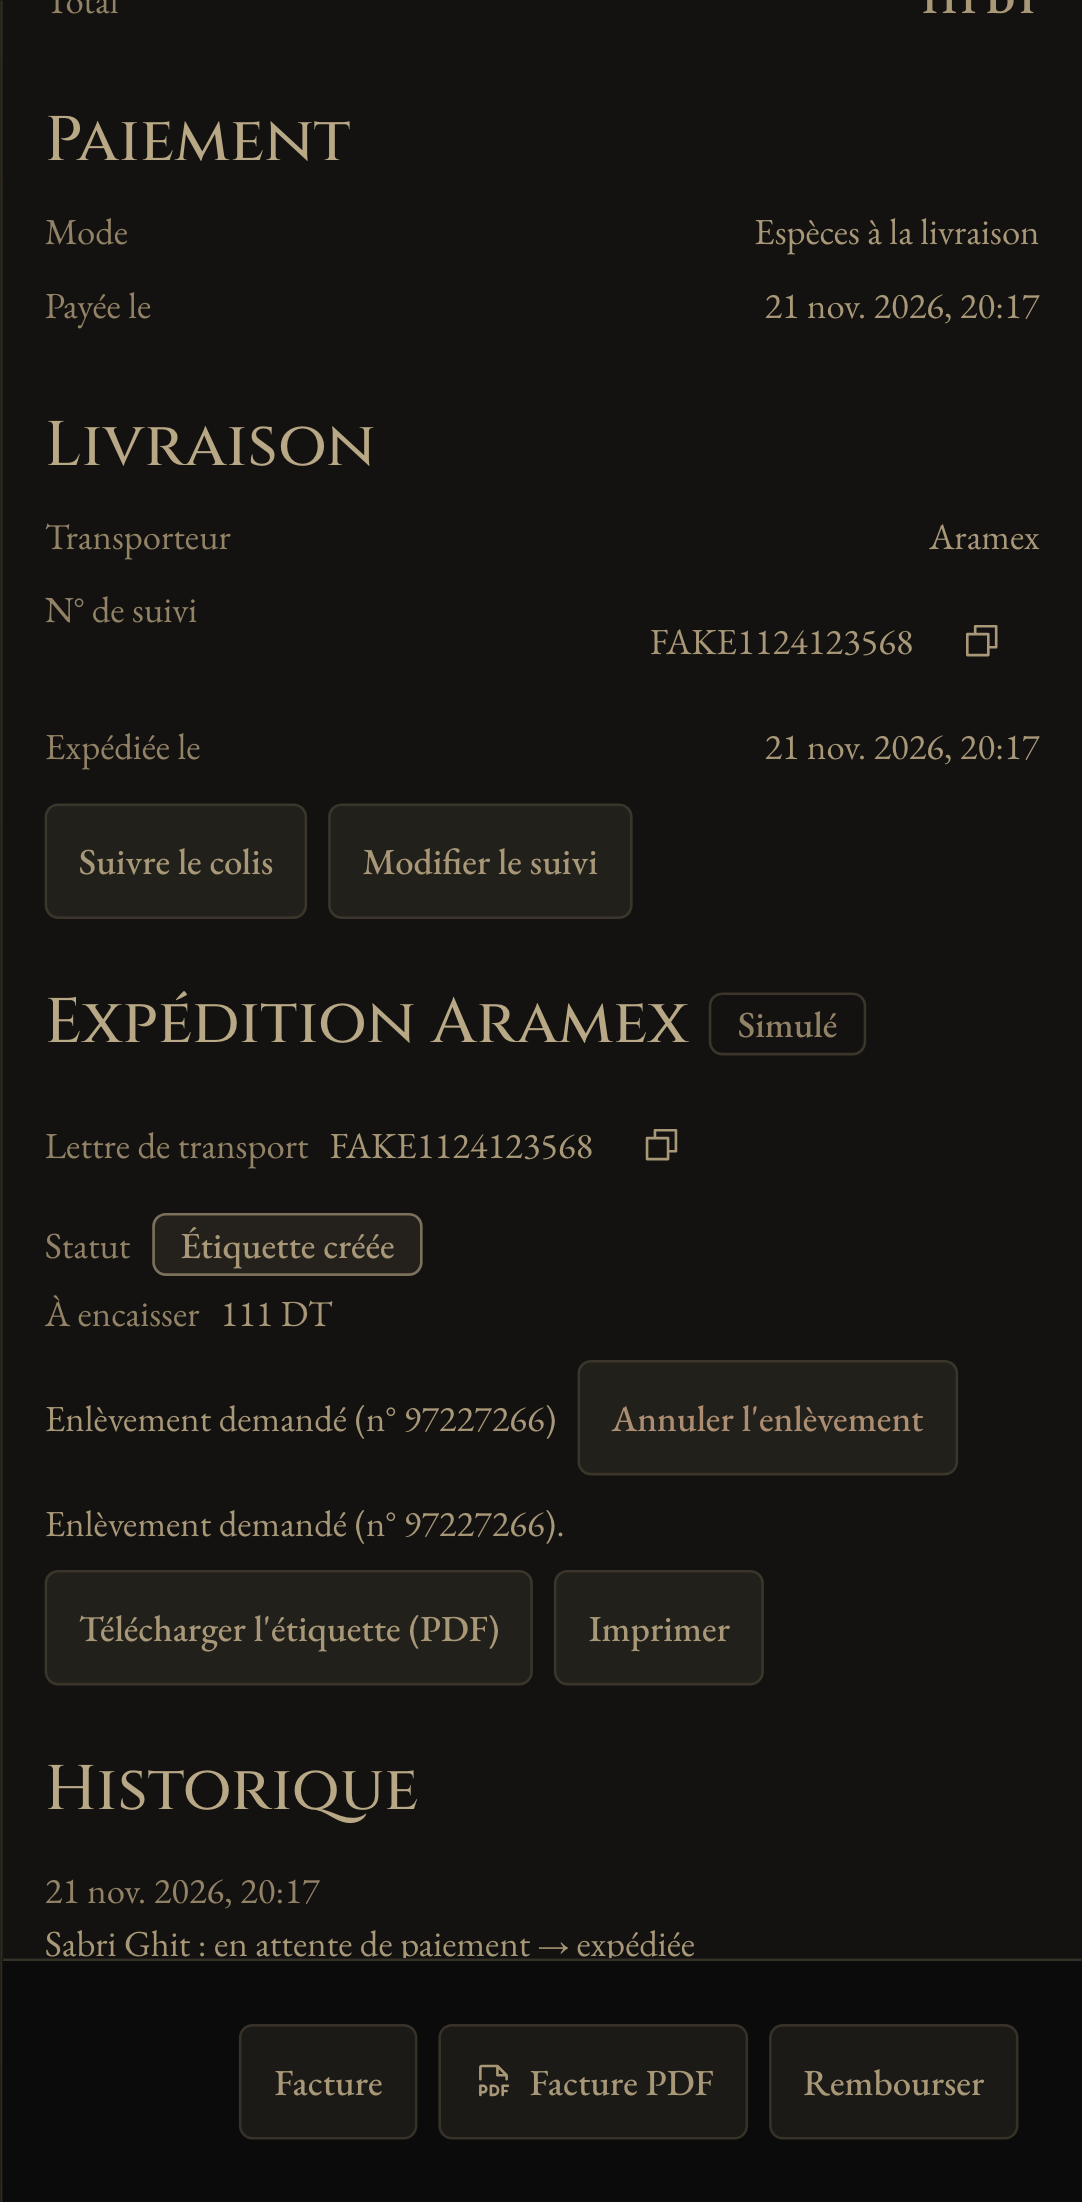 Total 111 DT
PAIEMENT
Mode Espèces à la livraison
Payée le 21 nov. 2026, 20:17
LIVRAISON
Transporteur Aramex
N° de suivi
FAKE1124123568
Expédiée le 21 nov. 2026, 20:17
Suivre le colis Modifier le suivi
EXPÉDITION ARAMEX Simulé
Lettre de transport FAKE1124123568
Statut Étiquette créée
À encaisser 111 DT
Enlèvement demandé (n° 97227266) Annuler l'enlèvement
Enlèvement demandé (n° 97227266).
Télécharger l'étiquette (PDF) Imprimer
HISTORIQUE
21 nov. 2026, 20:17
Sabri Ghit : en attente de paiement → expédiée
Facture PDF Facture PDF Rembourser